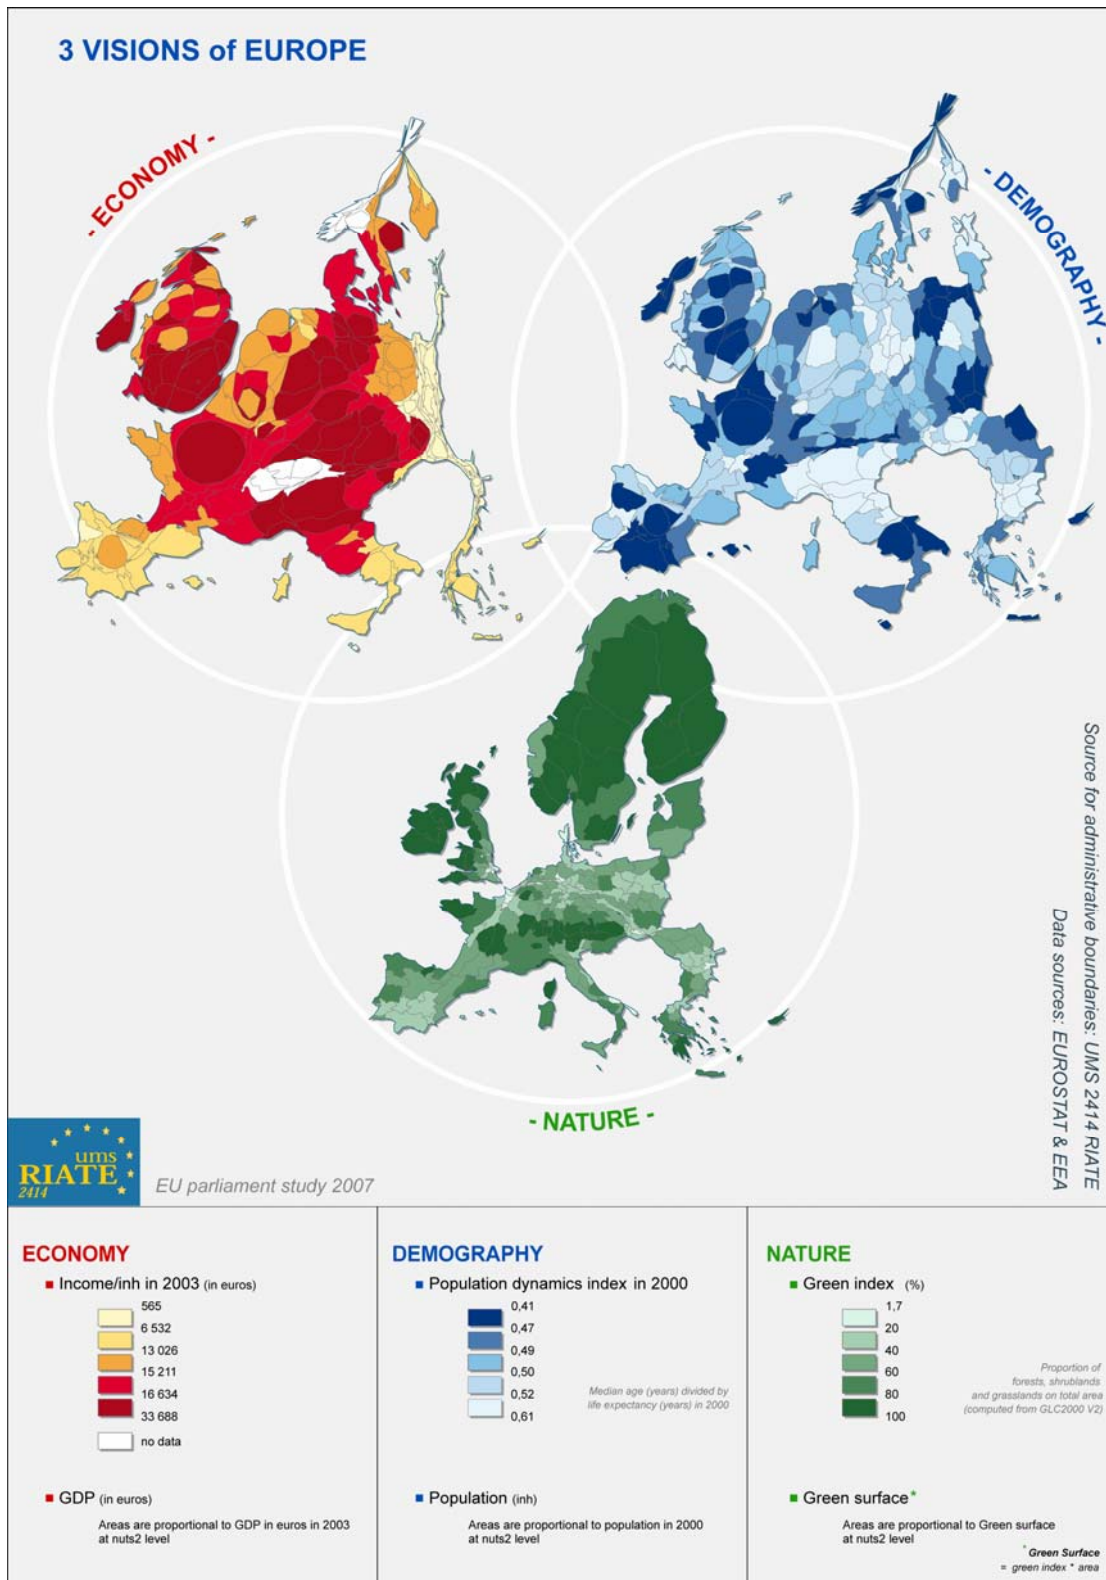 3 VISIONS of EUROPE
- ECONOMY -
- DEMOGRAPHY -
- NATURE -
Source for administrative boundaries: UMS 2414 RIATE
Data sources: EUROSTAT & EEA
ums
RIATE
2414
EU parliament study 2007
ECONOMY
Income/inh in 2003 (in euros)
565
6 532
13 026
15 211
16 634
33 688
no data
GDP (in euros)
Areas are proportional to GDP in euros in 2003
at nuts2 level
DEMOGRAPHY
Population dynamics index in 2000
0,41
0,47
0,49
0,50
0,52
0,61
Median age (years) divided by
life expectancy (years) in 2000
Population (inh)
Areas are proportional to population in 2000
at nuts2 level
NATURE
Green index (%)
1,7
20
40
60
80
100
Proportion of
forests, shrublands
and grasslands on total area
(computed from GLC2000 V2)
Green surface*
Areas are proportional to Green surface
at nuts2 level
* Green Surface
= green index * area